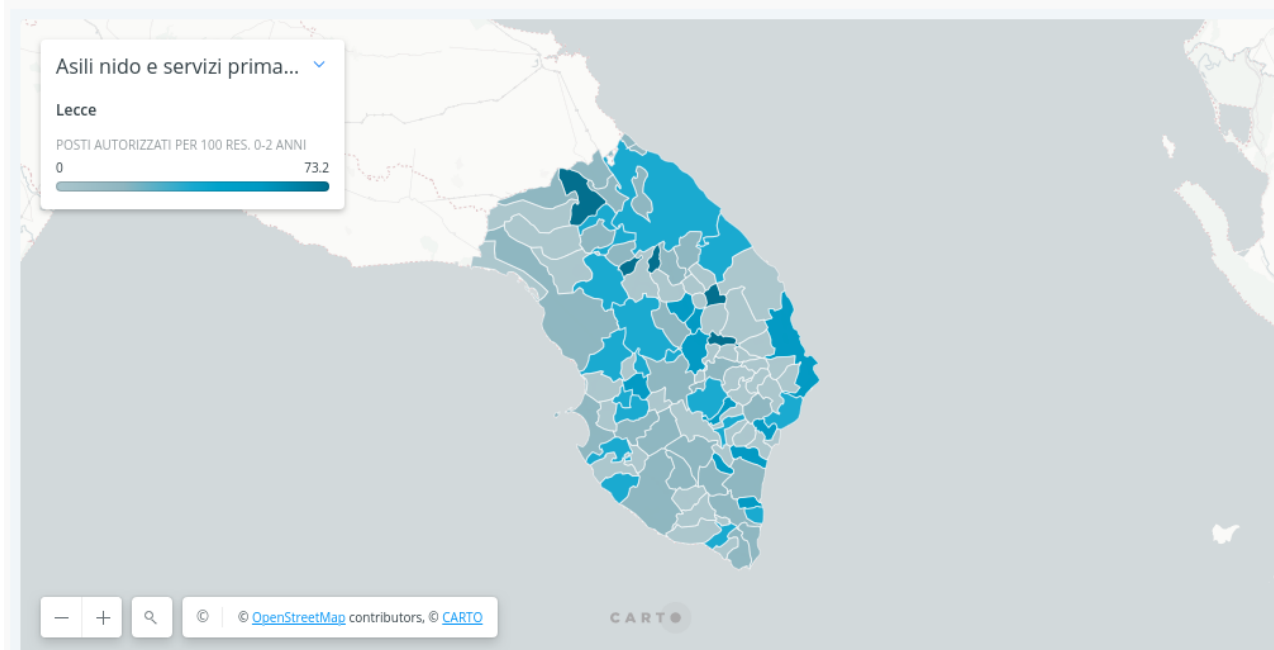 Asili nido e servizi prima...
Lecce
POSTI AUTORIZZATI PER 100 RES. 0-2 ANNI
0 73.2
© © OpenStreetMap contributors, © CARTO
CARTO